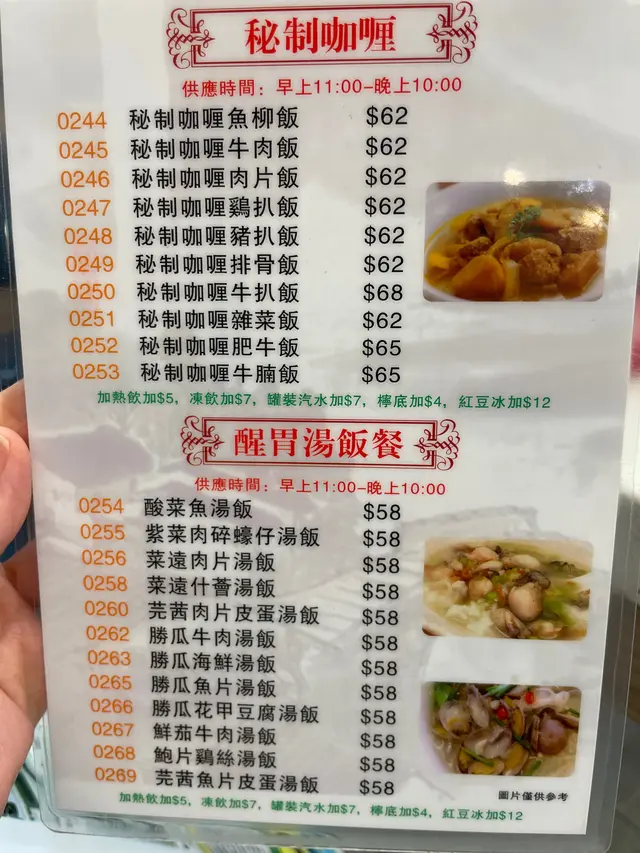 秘制咖喱
供應時間：早上11:00-晚上10:00
0244 秘制咖喱魚柳飯 $62
0245 秘制咖喱牛肉飯 $62
0246 秘制咖喱肉片飯 $62
0247 秘制咖喱鷄扒飯 $62
0248 秘制咖喱豬扒飯 $62
0249 秘制咖喱排骨飯 $62
0250 秘制咖喱牛扒飯 $68
0251 秘制咖喱雜菜飯 $62
0252 秘制咖喱肥牛飯 $65
0253 秘制咖喱牛腩飯 $65
加熱飲加$5，凍飲加$7，罐裝汽水加$7，檸底加$4，紅豆冰加$12
醒胃湯飯餐
供應時間：早上11:00-晚上10:00
0254 酸菜魚湯飯 $58
0255 紫菜肉碎蠔仔湯飯 $58
0256 菜遠肉片湯飯 $58
0258 菜遠什薈湯飯 $58
0260 芫茜肉片皮蛋湯飯 $58
0262 勝瓜牛肉湯飯 $58
0263 勝瓜海鮮湯飯 $58
0265 勝瓜魚片湯飯 $58
0266 勝瓜花甲豆腐湯飯 $58
0267 鮮茄牛肉湯飯 $58
0268 鮑片鷄絲湯飯 $58
0269 芫茜魚片皮蛋湯飯 $58
圖片僅供參考
加熱飲加$5，凍飲加$7，罐裝汽水加$7，檸底加$4，紅豆冰加$12